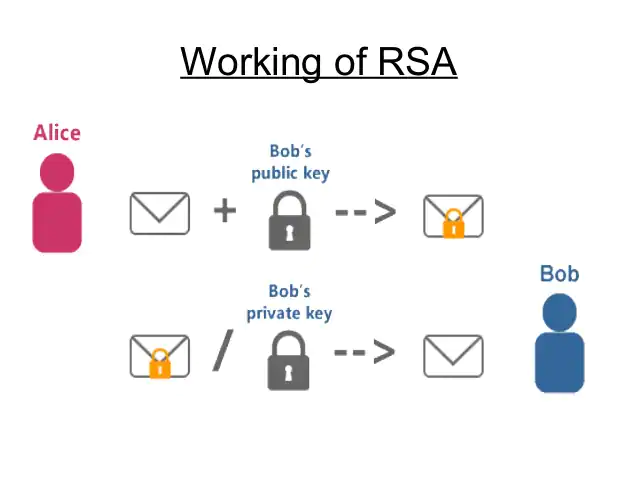 Working of RSA
Alice
Bob's
public key
+ -->
Bob
Bob's
private key
/ -->